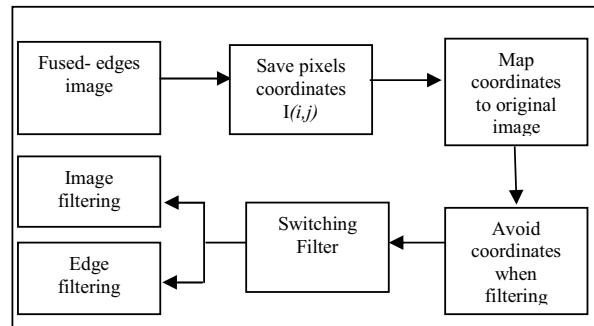 Fused- edges
image
Save pixels
coordinates
I(i,j)
Map
coordinates
to original
image
Image
filtering
Switching
Filter
Avoid
coordinates
when
filtering
Edge
filtering